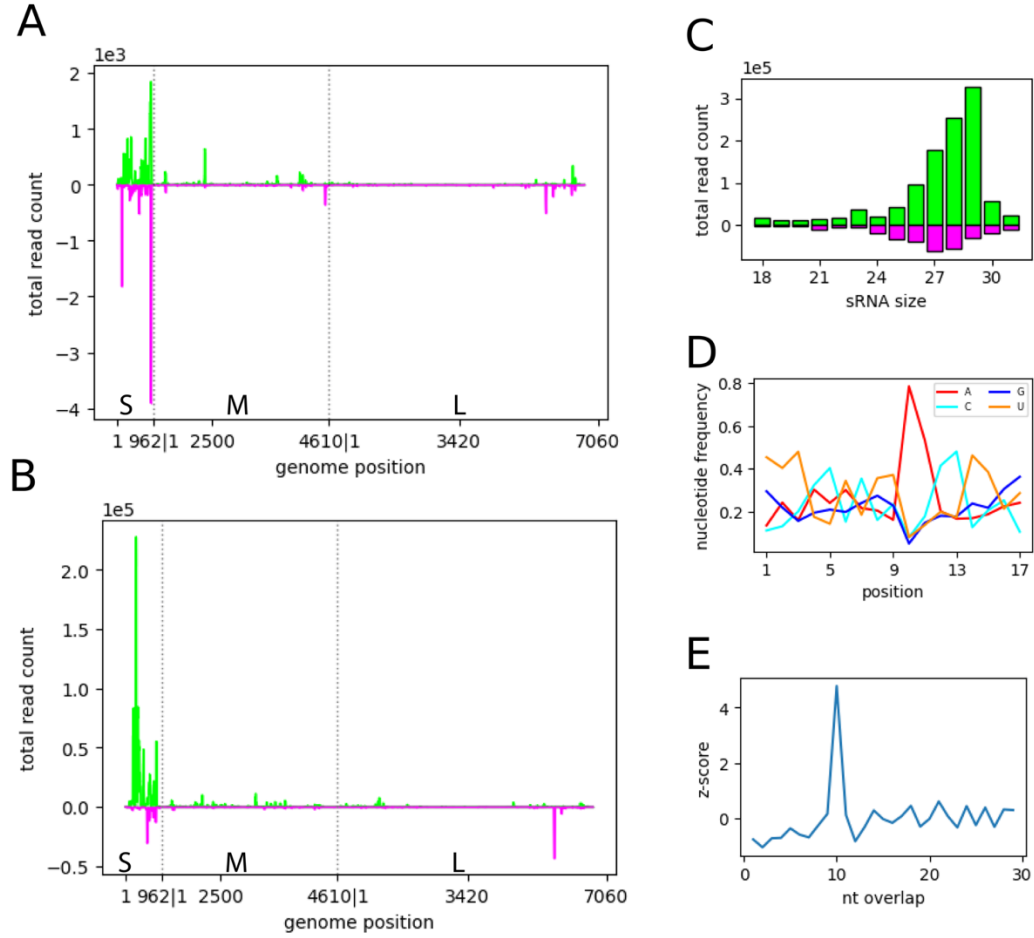 A
1e3
2
1
0
−1
−2
−3
−4
total read count
S M L
1 962|1 2500 4610|1 3420 7060
genome position
B
1e5
2.0
1.5
1.0
0.5
0.0
−0.5
total read count
S M L
1 962|1 2500 4610|1 3420 7060
genome position
C
1e5
3
2
1
0
total read count
18 21 24 27 30
sRNA size
D
0.8
0.6
0.4
0.2
nucleotide frequency
A G
C U
1 5 9 13 17
position
E
4
2
0
z-score
0 10 20 30
nt overlap